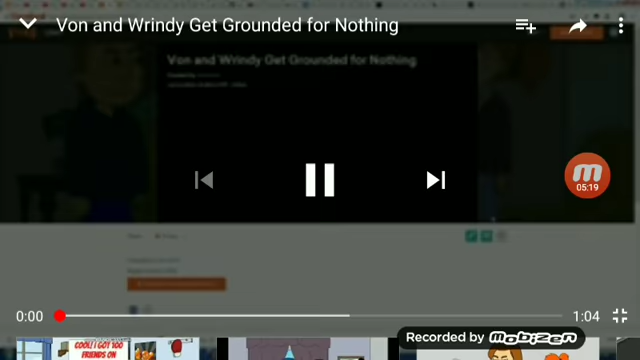 Von and Wrindy Get Grounded for Nothing
Von and Wrindy Get Grounded for Nothing
05:19
0:00
1:04
Recorded by Mobizen
COOL! I GOT 100
FRIENDS ON